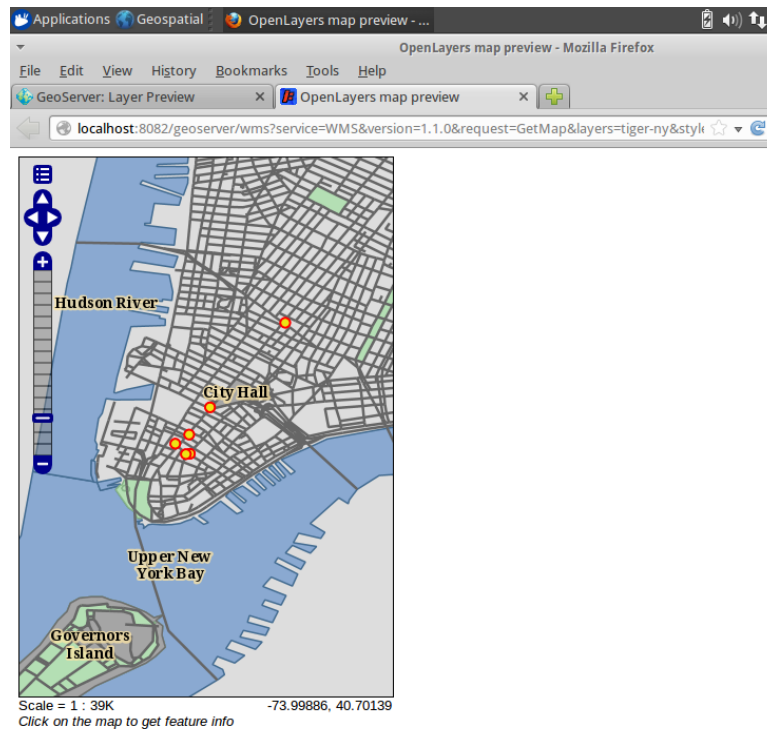 Applications Geospatial OpenLayers map preview - ...
OpenLayers map preview - Mozilla Firefox
File Edit View History Bookmarks Tools Help
GeoServer: Layer Preview × OpenLayers map preview ×
localhost:8082/geoserver/wms?service=WMS&version=1.1.0&request=GetMap&layers=tiger-ny&style
Hudson River
City Hall
Upper New
York Bay
Governors
Island
Scale = 1 : 39K -73.99886, 40.70139
Click on the map to get feature info